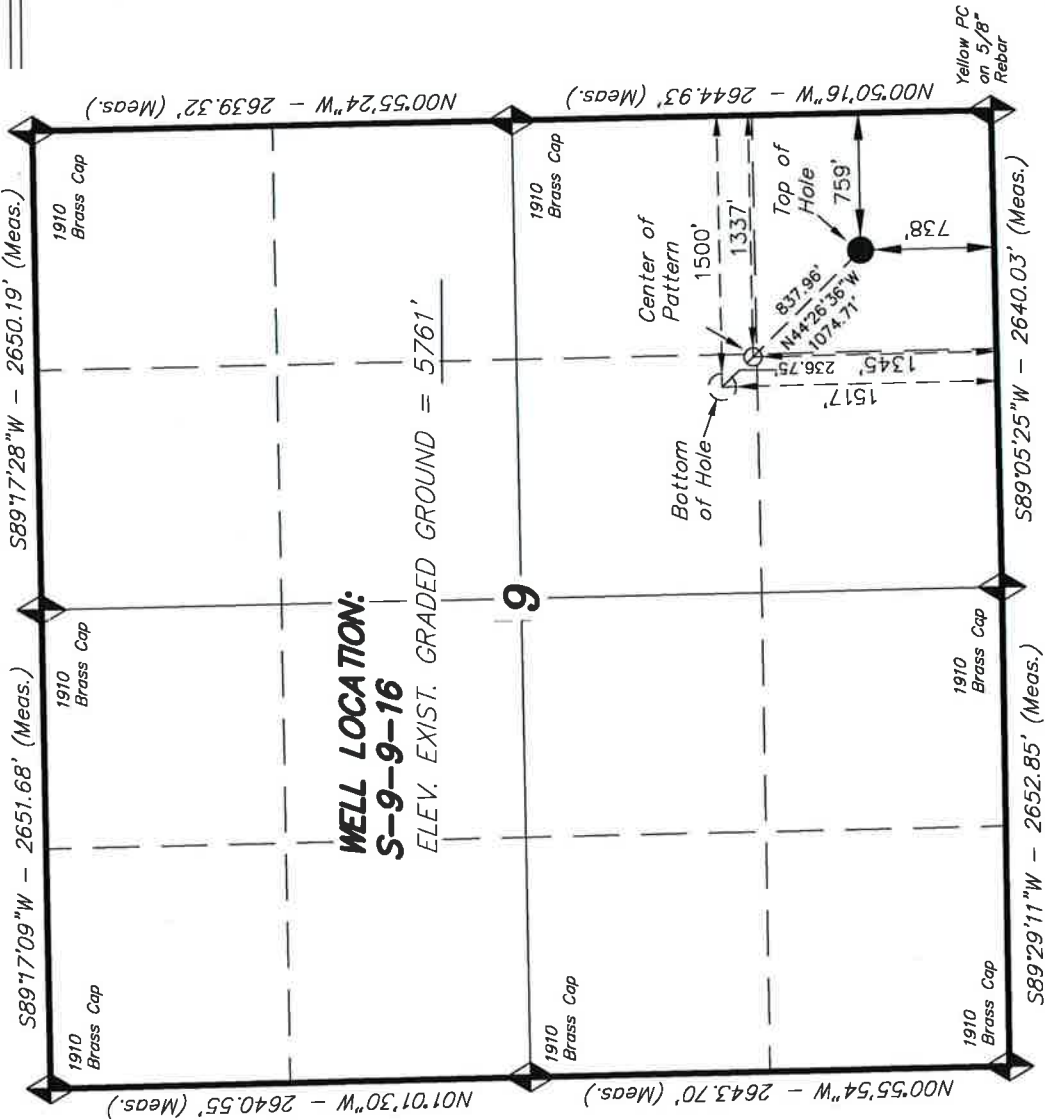 S89°17'09"W - 2651.68' (Meas.)
S89°17'28"W - 2650.19' (Meas.)
1910
Brass Cap
1910
Brass Cap
1910
Brass Cap
N01°01'30"W - 2640.55' (Meas.)
N00°55'24"W - 2639.32' (Meas.)
WELL LOCATION:
S-9-9-16
ELEV. EXIST. GRADED GROUND = 5761'
9
1910
Brass Cap
1910
Brass Cap
N00°55'54"W - 2643.70' (Meas.)
N00°50'16"W - 2644.93' (Meas.)
Center of
Pattern
1500'
1337'
Bottom
of Hole
Top of
Hole
759'
837.96'
N44°26'36"W
1074.71'
236.75'
1345'
1517'
738'
1910
Brass Cap
1910
Brass Cap
Yellow PC
on 5/8"
Rebar
S89°29'11"W - 2652.85' (Meas.)
S89°05'25"W - 2640.03' (Meas.)